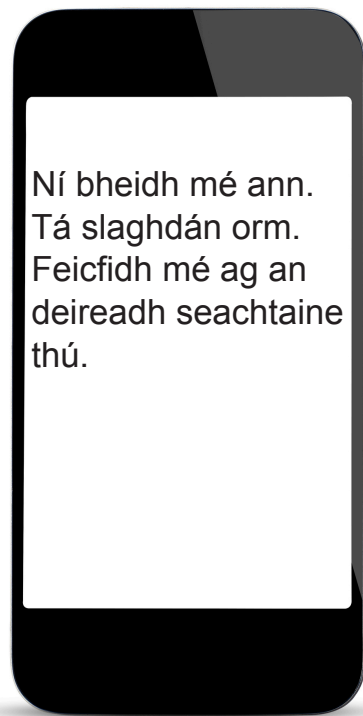 Ní bheidh mé ann.
Tá slaghdán orm.
Feicfidh mé ag an
deireadh seachtaine
thú.